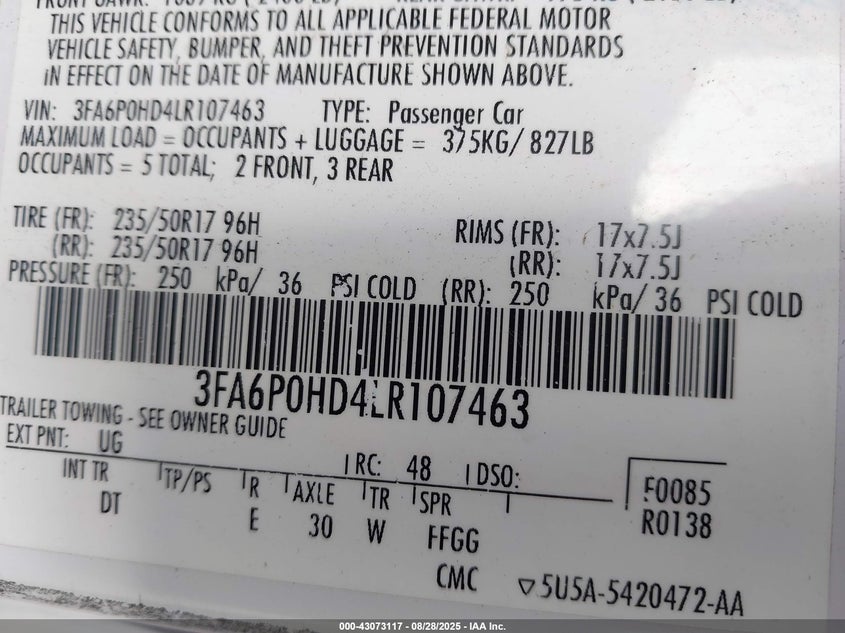 THIS VEHICLE CONFORMS TO ALL APPLICABLE FEDERAL MOTOR
VEHICLE SAFETY, BUMPER, AND THEFT PREVENTION STANDARDS
IN EFFECT ON THE DATE OF MANUFACTURE SHOWN ABOVE.
VIN: 3FA6P0HD4LR107463 TYPE: Passenger Car
MAXIMUM LOAD = OCCUPANTS + LUGGAGE = 375KG/ 827LB
OCCUPANTS = 5 TOTAL; 2 FRONT, 3 REAR
TIRE (FR): 235/50R17 96H RIMS (FR): 17x7.5J
(RR): 235/50R17 96H (RR): 17x7.5J
PRESSURE (FR): 250 kPa/ 36 PSI COLD (RR): 250 kPa/ 36 PSI COLD
3FA6P0HD4LR107463
TRAILER TOWING - SEE OWNER GUIDE
EXT PNT: UG RC: 48 DSO: F0085
INT TR TP/PS R AXLE TR SPR R0138
DT E 30 W FFGG
CMC ▽5U5A-5420472-AA
000-43073117 - 08/28/2025 - IAA Inc.